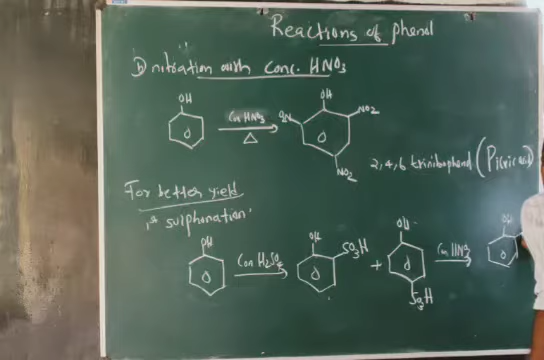 Reactions of phenol
1) nitration with Conc. HNO3
OH
Con HNO3
△
OH
O2N
NO2
NO2
2,4,6 trinitrophenol (Picric acid)
For better yield
sulphonation
OH
Con H2SO4
OH
SO3H
+
OH
SO3H
Con HNO3
OH